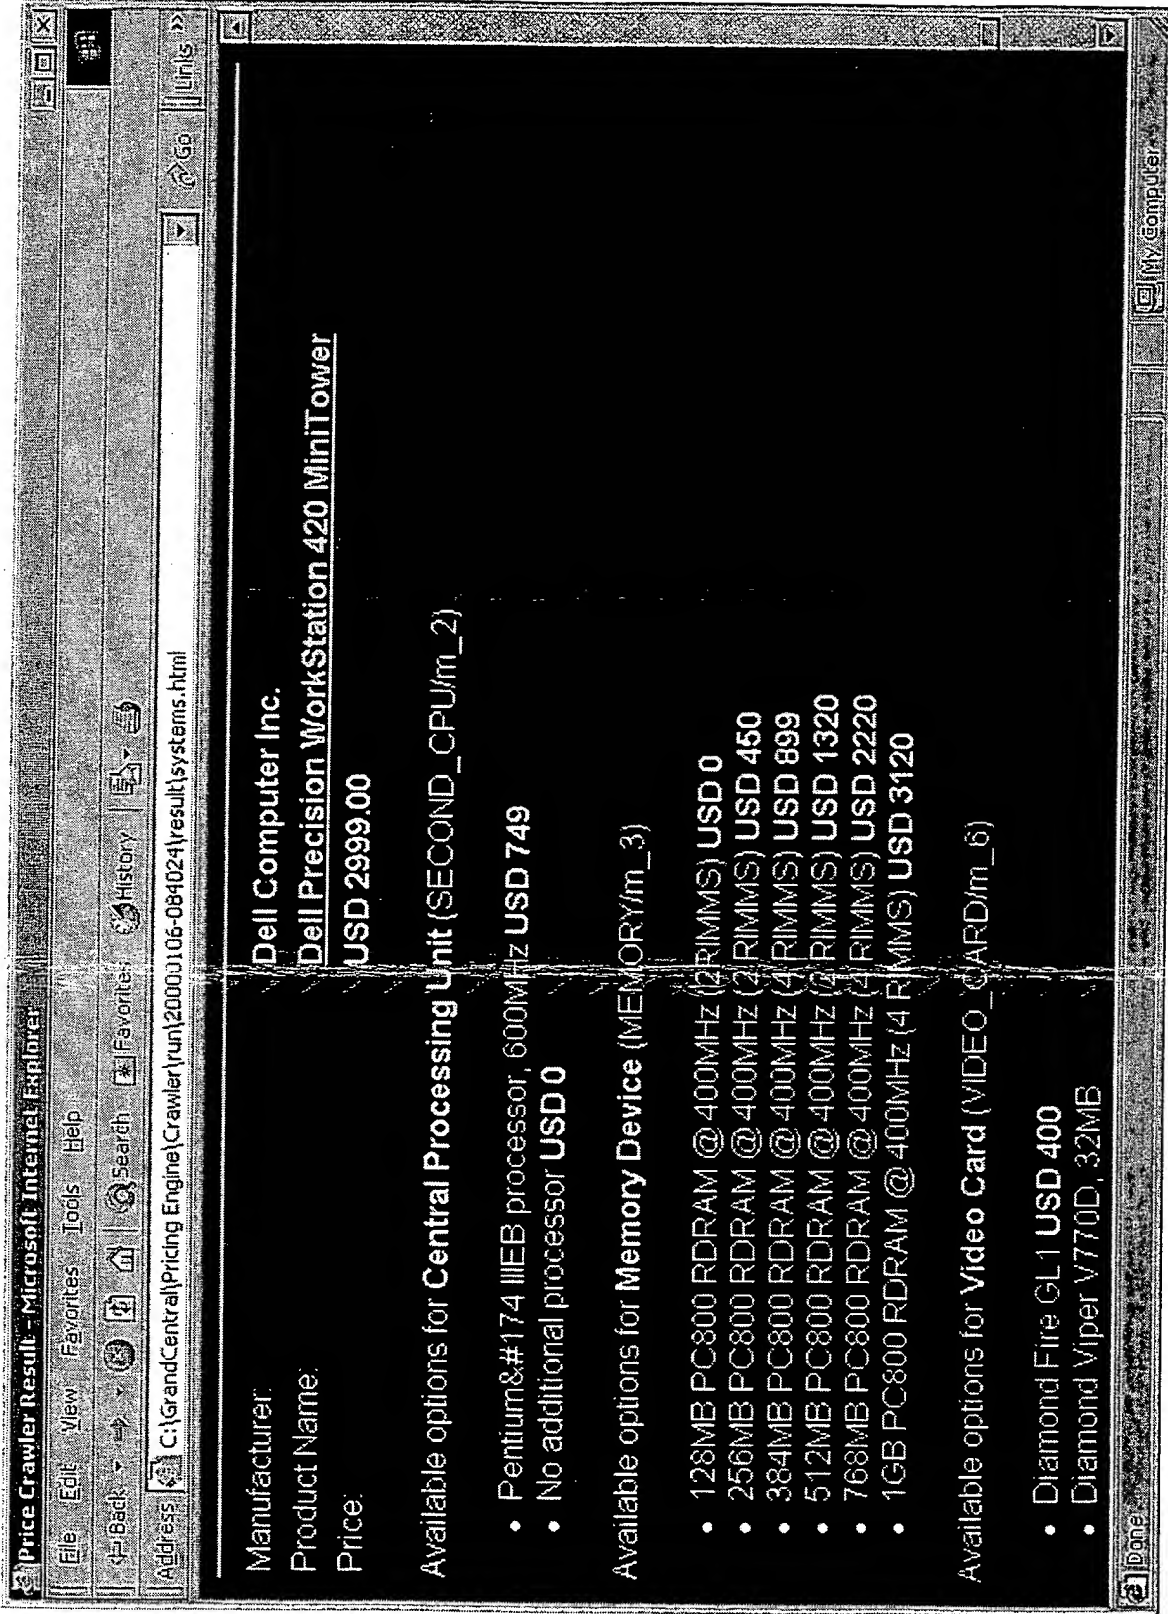 Price Crawler Result - Microsoft Internet Explorer
File Edit View Favorites Tools Help
Back Search Favorites History
Address C:\GrandCentral\Pricing Engine\Crawler\run\20000106-084024\result\systems.html Go Links »
Manufacturer: Dell Computer Inc.
Product Name: Dell Precision WorkStation 420 MiniTower
Price: USD 2999.00
Available options for Central Processing Unit (SECOND_CPU/m_2)
• Pentium&#174 IIIEB processor, 600MHz USD 749
• No additional processor USD 0
Available options for Memory Device (MEMORY/m_3)
• 128MB PC800 RDRAM @ 400MHz (2 RIMMS) USD 0
• 256MB PC800 RDRAM @ 400MHz (2 RIMMS) USD 450
• 384MB PC800 RDRAM @ 400MHz (4 RIMMS) USD 899
• 512MB PC800 RDRAM @ 400MHz (4 RIMMS) USD 1320
• 768MB PC800 RDRAM @ 400MHz (4 RIMMS) USD 2220
• 1GB PC800 RDRAM @ 400MHz (4 RIMMS) USD 3120
Available options for Video Card (VIDEO_CARD/m_6)
• Diamond Fire GL1 USD 400
• Diamond Viper V770D, 32MB
Done My Computer